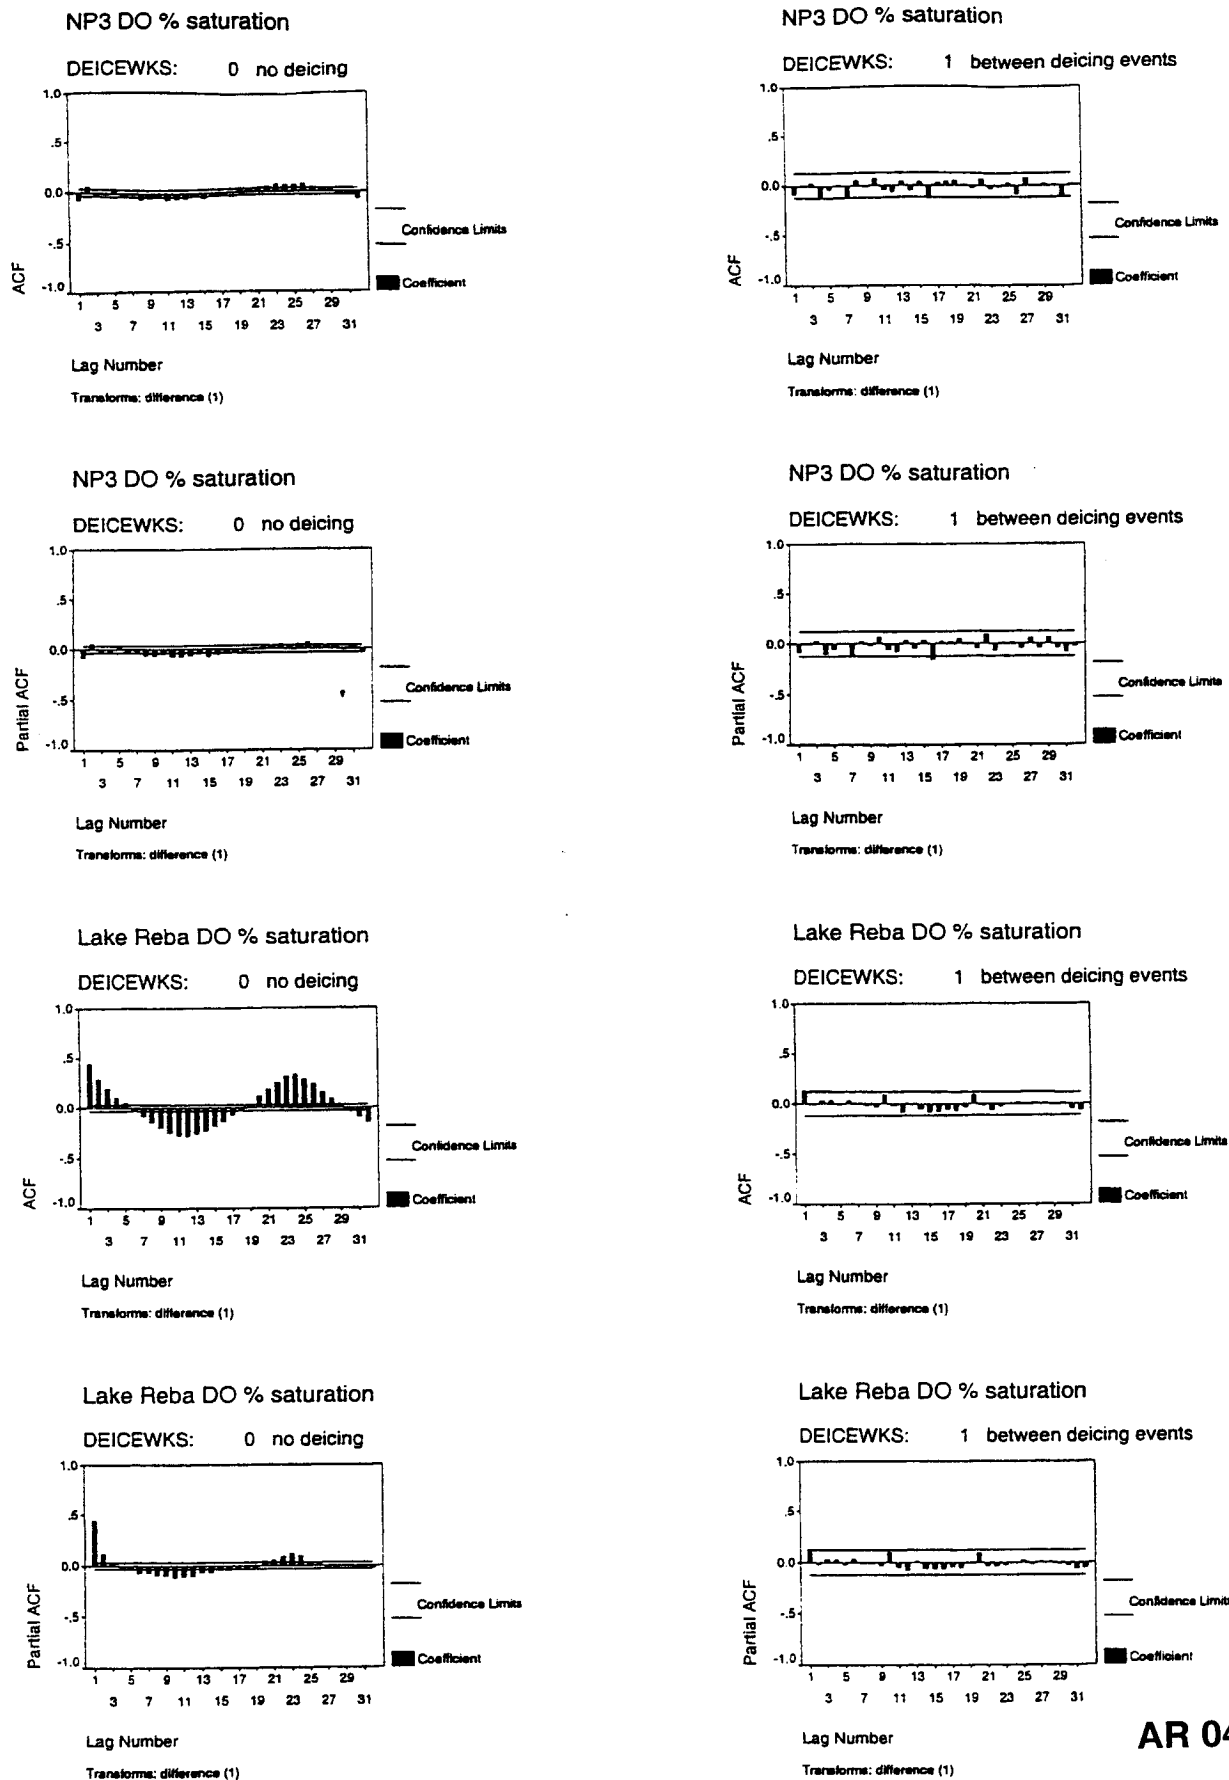 NP3 DO % saturation
DEICEWKS: 0 no deicing
1.0
.5
0.0
-.5
-1.0
ACF
1 5 9 13 17 21 25 29
3 7 11 15 19 23 27 31
Confidence Limits
Coefficient
Lag Number
Transforms: difference (1)
NP3 DO % saturation
DEICEWKS: 1 between deicing events
1.0
.5
0.0
-.5
-1.0
ACF
1 5 9 13 17 21 25 29
3 7 11 15 19 23 27 31
Confidence Limits
Coefficient
Lag Number
Transforms: difference (1)
NP3 DO % saturation
DEICEWKS: 0 no deicing
1.0
.5
0.0
-.5
-1.0
Partial ACF
1 5 9 13 17 21 25 29
3 7 11 15 19 23 27 31
Confidence Limits
Coefficient
Lag Number
Transforms: difference (1)
NP3 DO % saturation
DEICEWKS: 1 between deicing events
1.0
.5
0.0
-.5
-1.0
Partial ACF
1 5 9 13 17 21 25 29
3 7 11 15 19 23 27 31
Confidence Limits
Coefficient
Lag Number
Transforms: difference (1)
Lake Reba DO % saturation
DEICEWKS: 0 no deicing
1.0
.5
0.0
-.5
-1.0
ACF
1 5 9 13 17 21 25 29
3 7 11 15 19 23 27 31
Confidence Limits
Coefficient
Lag Number
Transforms: difference (1)
Lake Reba DO % saturation
DEICEWKS: 1 between deicing events
1.0
.5
0.0
-.5
-1.0
ACF
1 5 9 13 17 21 25 29
3 7 11 15 19 23 27 31
Confidence Limits
Coefficient
Lag Number
Transforms: difference (1)
Lake Reba DO % saturation
DEICEWKS: 0 no deicing
1.0
.5
0.0
-.5
-1.0
Partial ACF
1 5 9 13 17 21 25 29
3 7 11 15 19 23 27 31
Confidence Limits
Coefficient
Lag Number
Transforms: difference (1)
Lake Reba DO % saturation
DEICEWKS: 1 between deicing events
1.0
.5
0.0
-.5
-1.0
Partial ACF
1 5 9 13 17 21 25 29
3 7 11 15 19 23 27 31
Confidence Limits
Coefficient
Lag Number
Transforms: difference (1)
AR 04